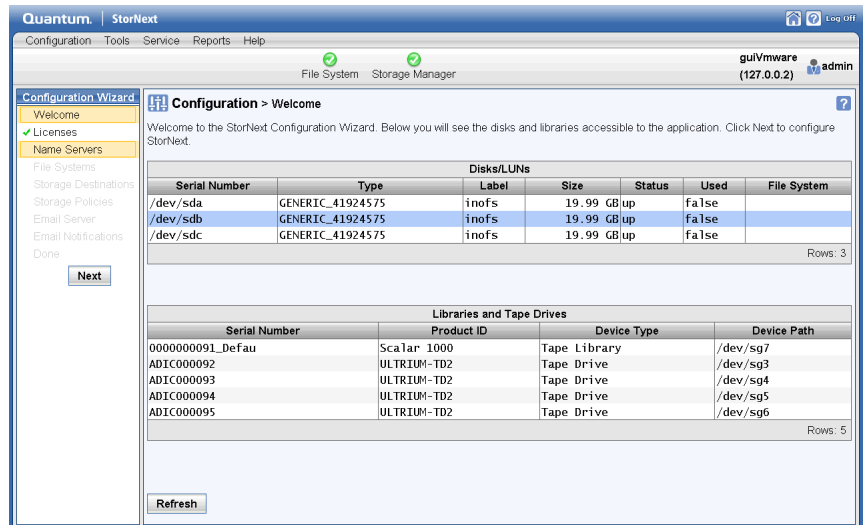 Quantum. StorNext Log Off
Configuration Tools Service Reports Help
File System Storage Manager
guiVmware
(127.0.0.2)
admin
Configuration Wizard
Welcome
Licenses
Name Servers
File Systems
Storage Destinations
Storage Policies
Email Server
Email Notifications
Done
Next
Configuration > Welcome ?
Welcome to the StorNext Configuration Wizard. Below you will see the disks and libraries accessible to the application. Click Next to configure
StorNext.
Disks/LUNs
Serial Number Type Label Size Status Used File System
/dev/sda GENERIC_41924575 inofs 19.99 GB up false
/dev/sdb GENERIC_41924575 inofs 19.99 GB up false
/dev/sdc GENERIC_41924575 inofs 19.99 GB up false
Rows: 3
Libraries and Tape Drives
Serial Number Product ID Device Type Device Path
0000000091_Defau Scalar 1000 Tape Library /dev/sg7
ADIC000092 ULTRIUM-TD2 Tape Drive /dev/sg3
ADIC000093 ULTRIUM-TD2 Tape Drive /dev/sg4
ADIC000094 ULTRIUM-TD2 Tape Drive /dev/sg5
ADIC000095 ULTRIUM-TD2 Tape Drive /dev/sg6
Rows: 5
Refresh